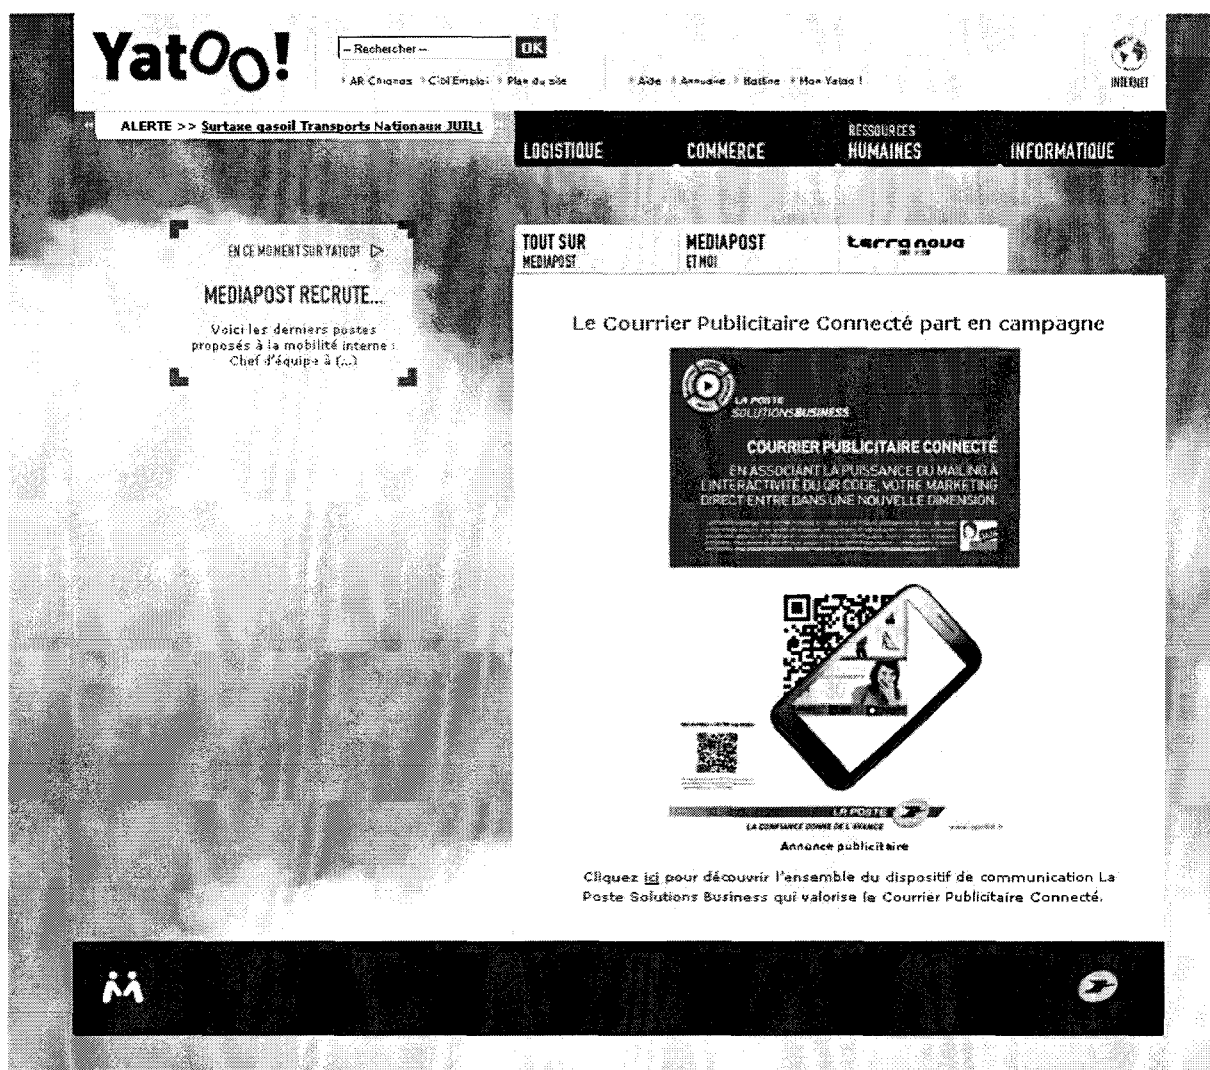 YatOo!
-- Rechercher --
OK
INTERNET
AR Chronos
Cibl'Emploi
Plan du site
Aide
Annuaire
Hotline
Mon Yatoo !
ALERTE >> Surtaxe gasoil Transports Nationaux JUILL
LOGISTIQUE
COMMERCE
RESSOURCES
HUMAINES
INFORMATIQUE
EN CE MOMENT SUR YATOO!
MEDIAPOST RECRUTE...
Voici les derniers postes
proposés à la mobilité interne :
Chef d'équipe à (...)
TOUT SUR
MEDIAPOST
MEDIAPOST
ET MOI
terra nova
Le Courrier Publicitaire Connecté part en campagne
LA POSTE
SOLUTIONSBUSINESS
COURRIER PUBLICITAIRE CONNECTÉ
EN ASSOCIANT LA PUISSANCE DU MAILING À
L'INTERACTIVITÉ DU QR CODE, VOTRE MARKETING
DIRECT ENTRE DANS UNE NOUVELLE DIMENSION.
LA POSTE
LA CONFIANCE DONNE DE L'AVANCE
Annonce publicitaire
Cliquez ici pour découvrir l'ensemble du dispositif de communication La
Poste Solutions Business qui valorise le Courrier Publicitaire Connecté.